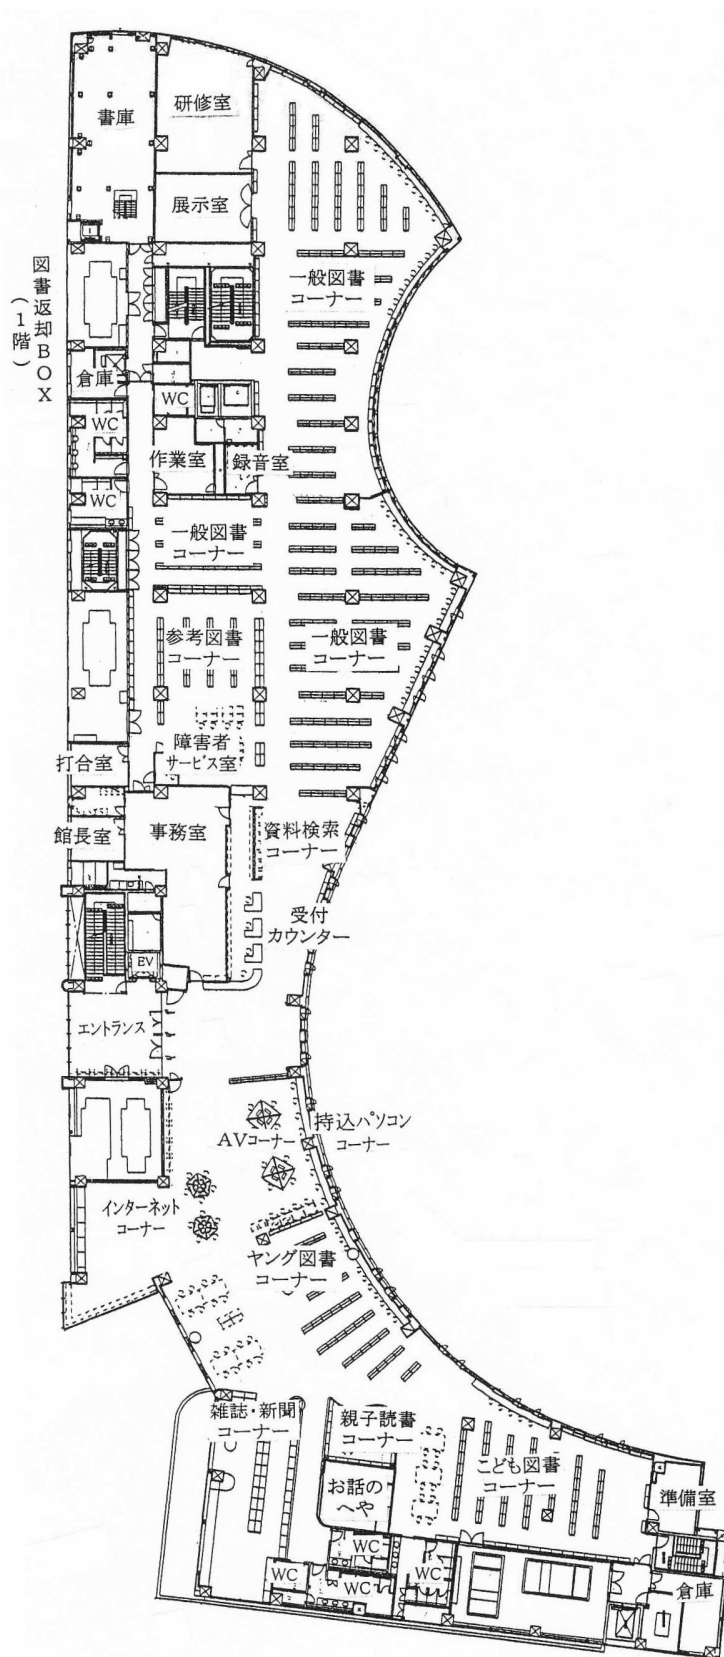 書庫
研修室
展示室
一般図書
コーナー
図書返却BOX
(1階)
倉庫
WC
WC
作業室
録音室
WC
一般図書
コーナー
参考図書
コーナー
一般図書
コーナー
障害者
サービス室
打合室
館長室
事務室
資料検索
コーナー
受付
カウンター
EV
エントランス
AVコーナー
持込パソコン
コーナー
インターネット
コーナー
ヤング図書
コーナー
雑誌・新聞
コーナー
親子読書
コーナー
こども図書
コーナー
お話の
へや
準備室
WC
WC
WC
WC
倉庫